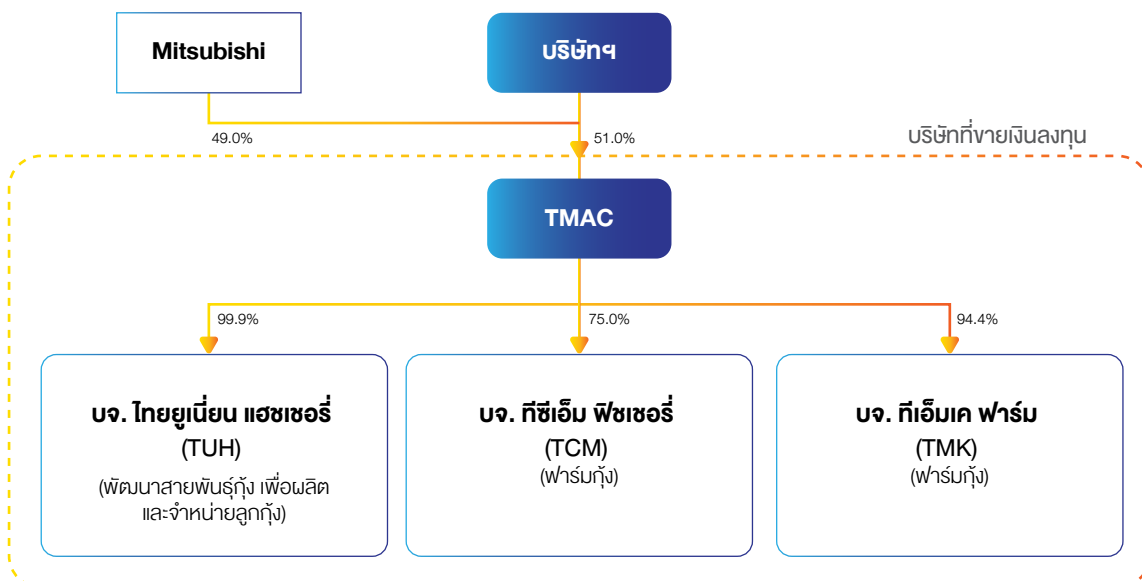 Mitsubishi
บริษัทฯ
49.0%
51.0%
บริษัทที่ขายเงินลงทุน
TMAC
99.9%
75.0%
94.4%
บจ. ไทยยูเนี่ยน แฮชเชอรี่
(TUH)
(พัฒนาสายพันธุ์กุ้ง เพื่อผลิต
และจำหน่ายลูกกุ้ง)
บจ. ทีซีเอ็ม ฟิชเชอรี่
(TCM)
(ฟาร์มกุ้ง)
บจ. ทีเอ็มเค ฟาร์ม
(TMK)
(ฟาร์มกุ้ง)